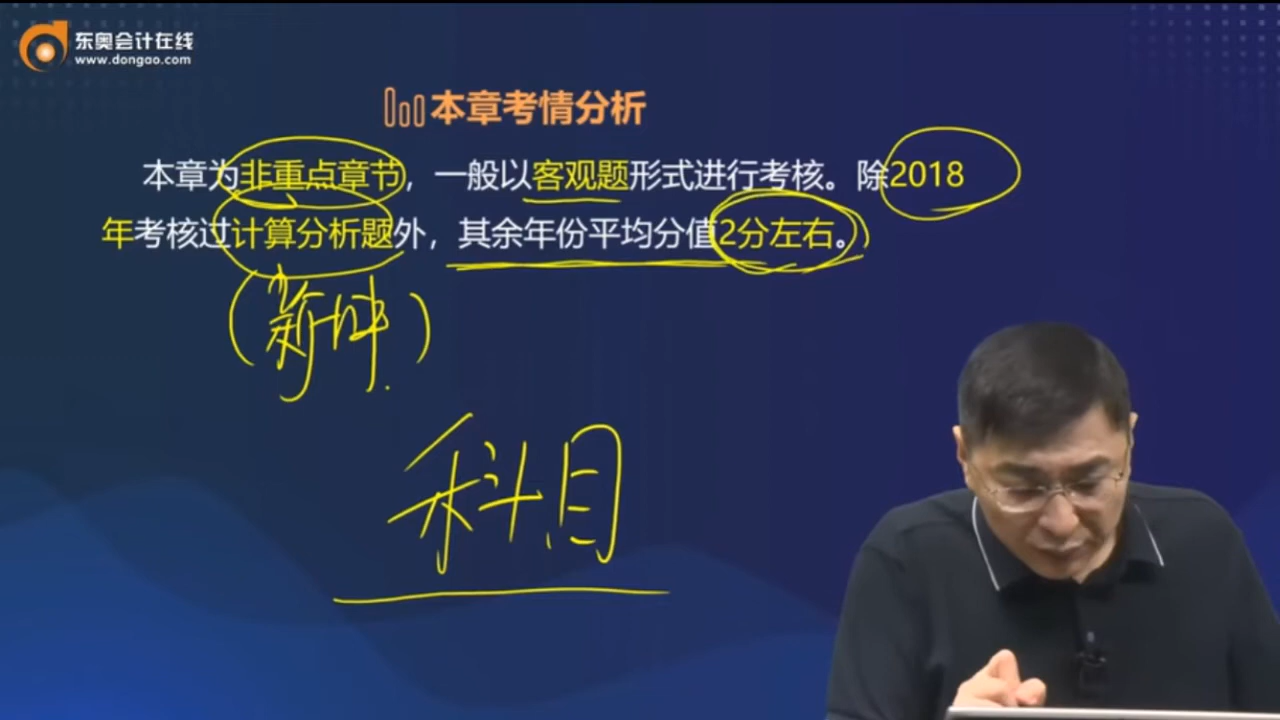 东奥会计在线
www.dongao.com
本章考情分析
本章为非重点章节，一般以客观题形式进行考核。除2018
年考核过计算分析题外，其余年份平均分值2分左右。
科目